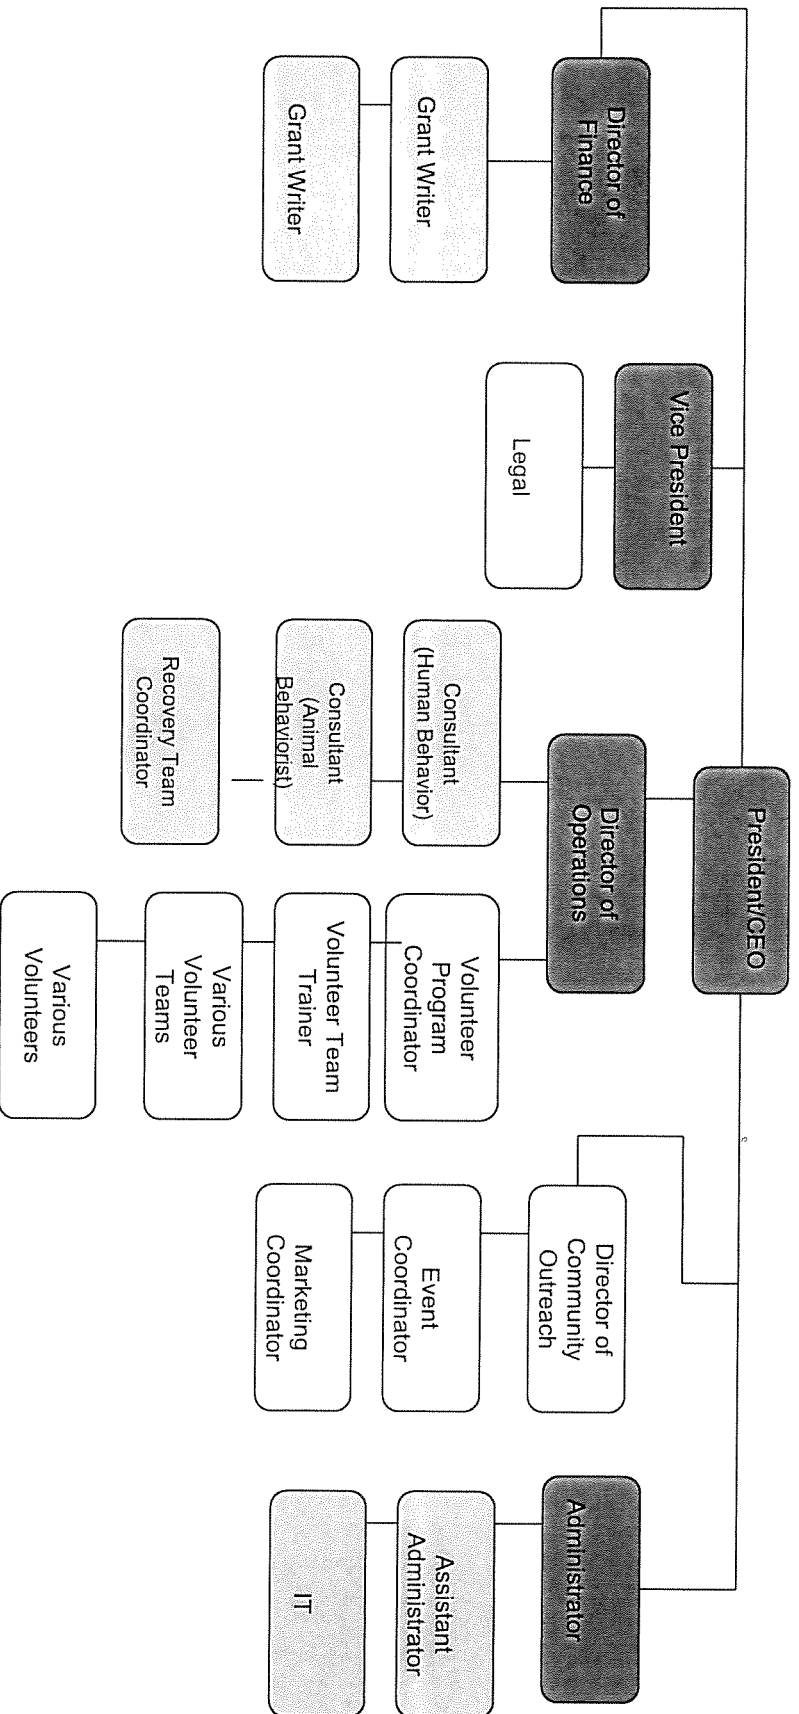 President/CEO
Director of
Finance
Grant Writer
Grant Writer
Vice President
Legal
Director of
Operations
Consultant
(Human Behavior)
Consultant
(Animal
Behaviorist)
Recovery Team
Coordinator
Volunteer
Program
Coordinator
Volunteer Team
Trainer
Various
Volunteer
Teams
Various
Volunteers
Director of
Community
Outreach
Event
Coordinator
Marketing
Coordinator
Administrator
Assistant
Administrator
IT